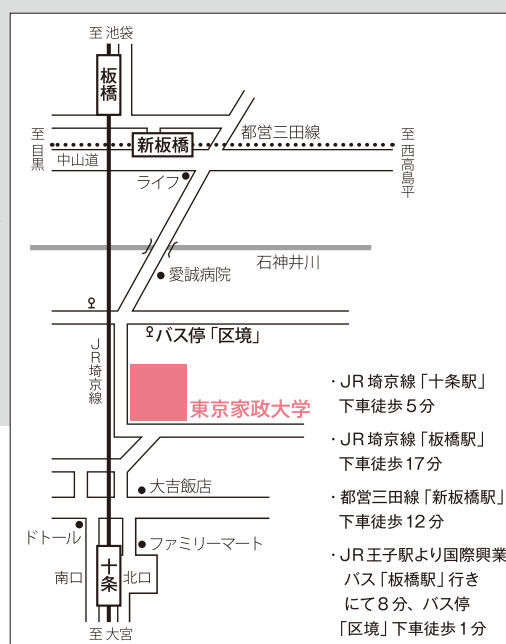 至池袋
板橋
都営三田線
至目黒
新板橋
至西高島平
中山道
ライフ
石神井川
愛誠病院
バス停「区境」
JR埼京線
東京家政大学
大吉飯店
ドトール
ファミリーマート
南口
十条
北口
至大宮
・JR埼京線「十条駅」
下車徒歩5分
・JR埼京線「板橋駅」
下車徒歩17分
・都営三田線「新板橋駅」
下車徒歩12分
・JR王子駅より国際興業
バス「板橋駅」行き
にて8分、バス停
「区境」下車徒歩1分